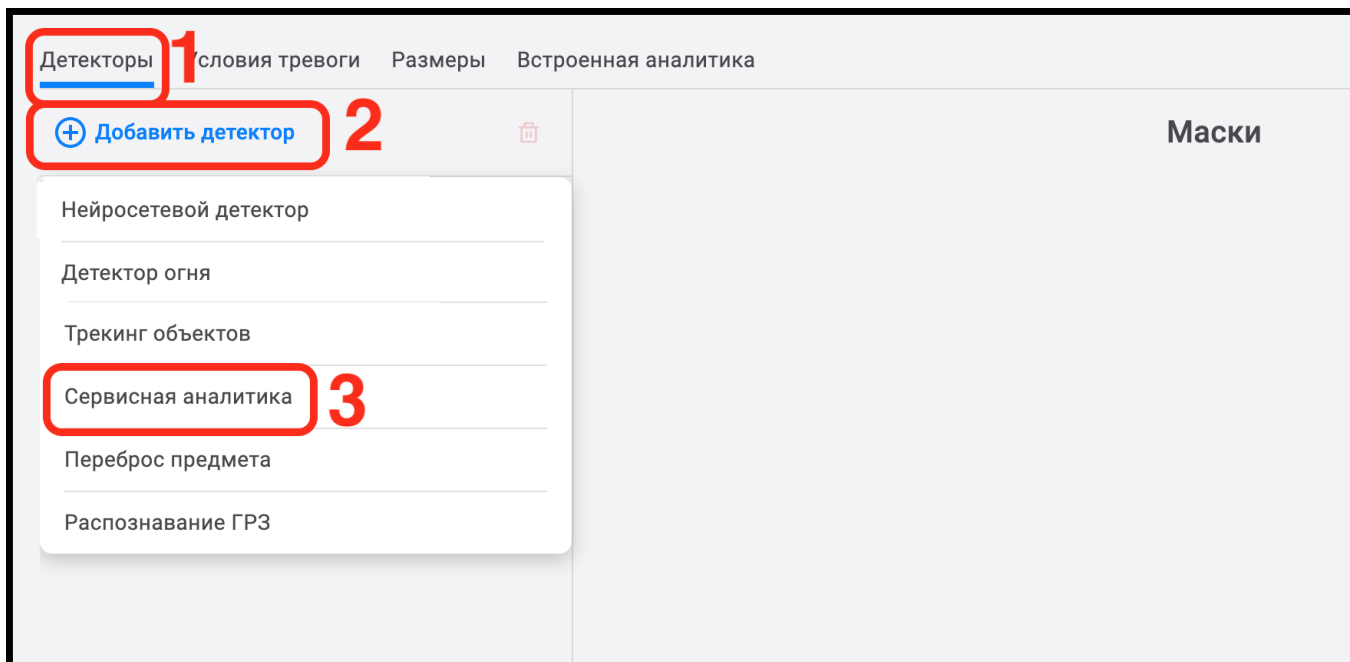 Детекторы 1 Условия тревоги Размеры Встроенная аналитика
Добавить детектор 2 Маски
Нейросетевой детектор
Детектор огня
Трекинг объектов
Сервисная аналитика 3
Переброс предмета
Распознавание ГРЗ